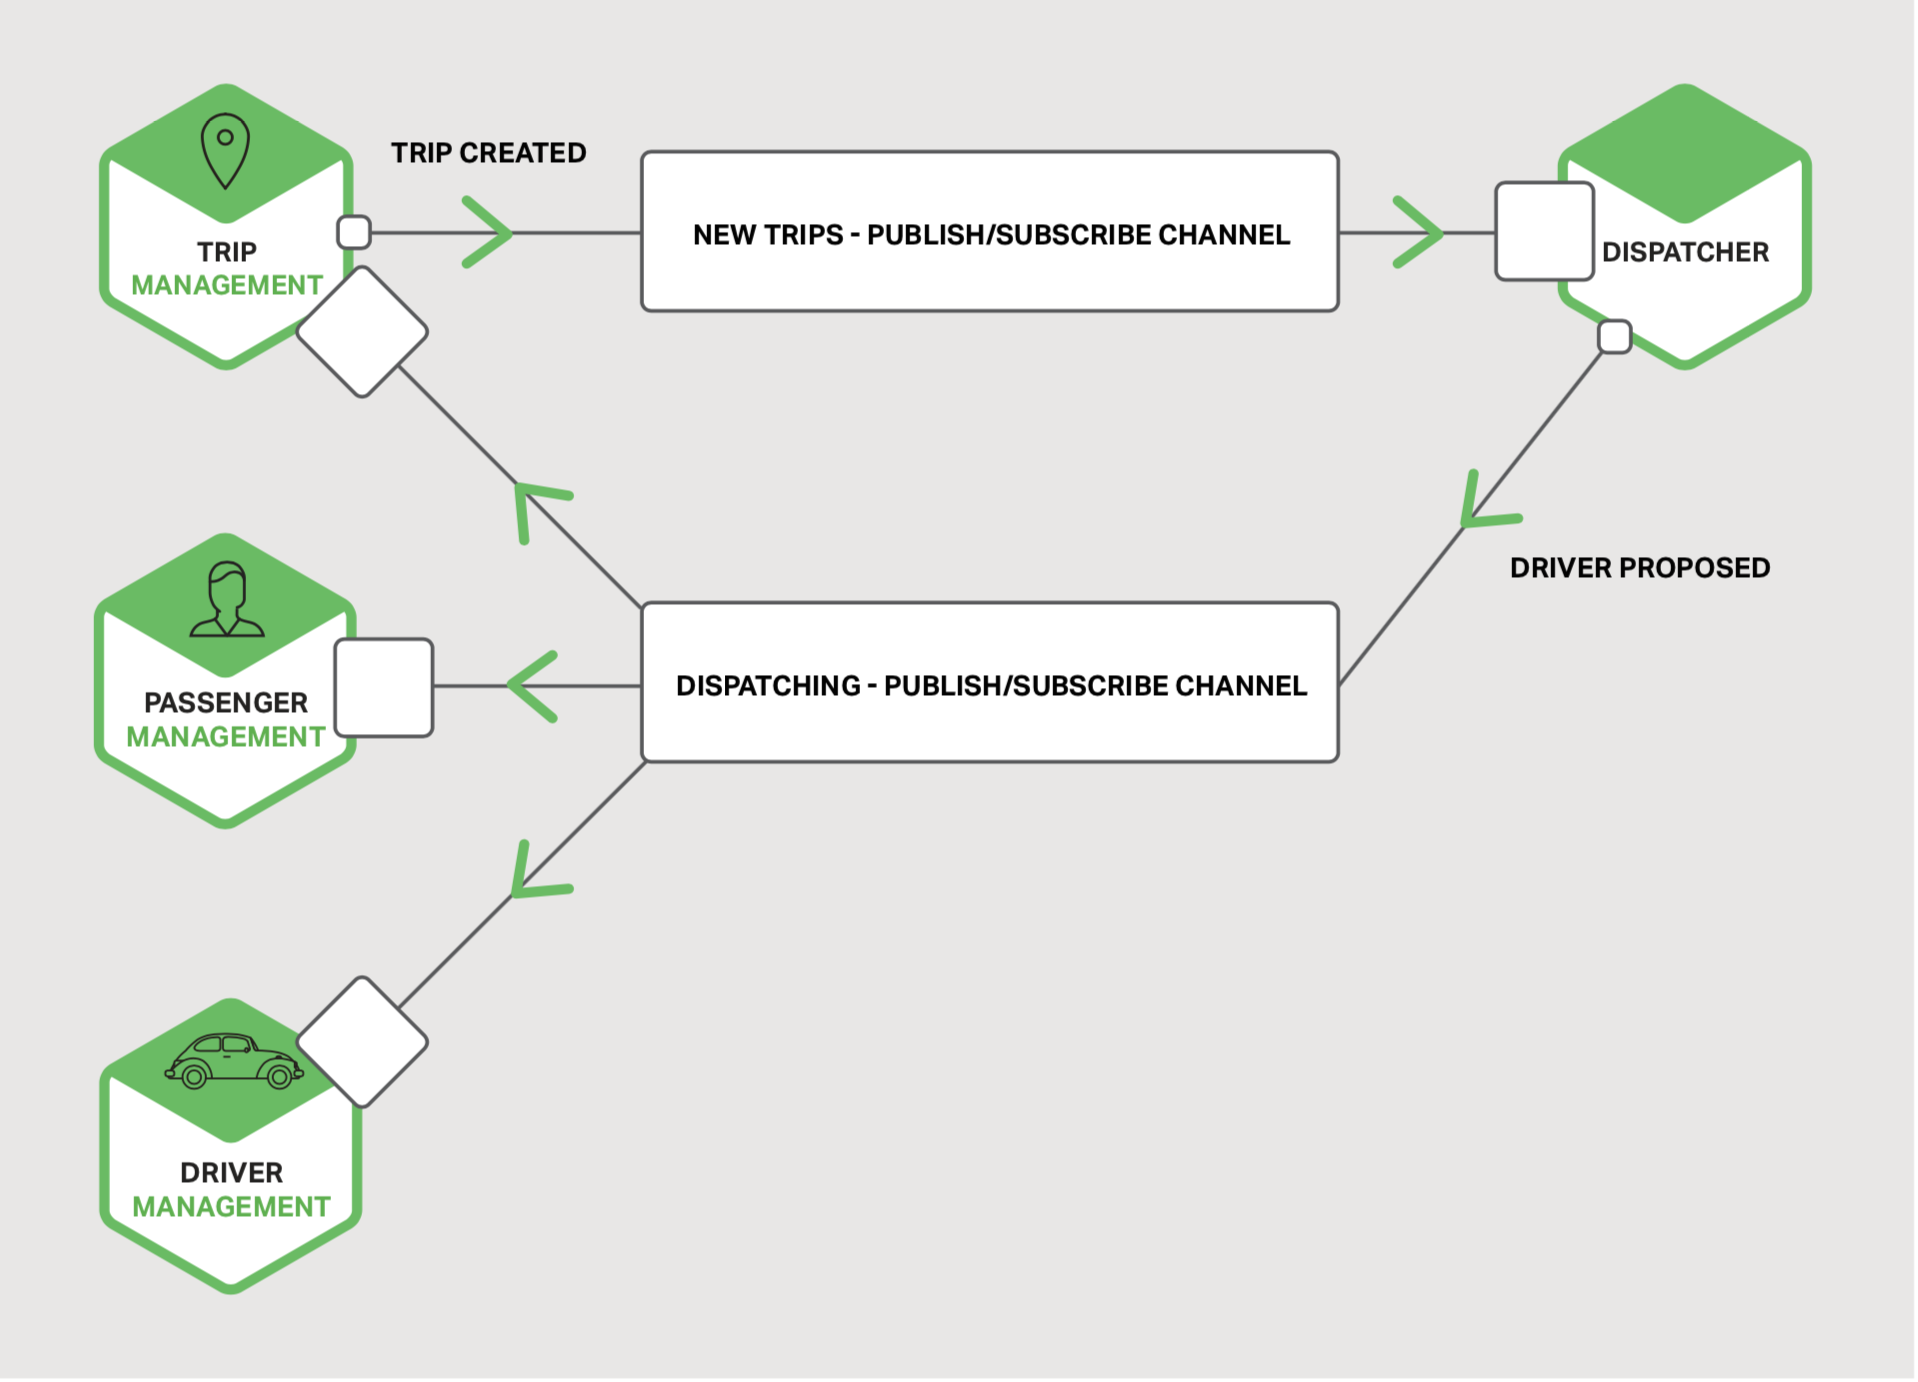 TRIP CREATED
NEW TRIPS - PUBLISH/SUBSCRIBE CHANNEL
TRIP
MANAGEMENT
DISPATCHER
DRIVER PROPOSED
DISPATCHING - PUBLISH/SUBSCRIBE CHANNEL
PASSENGER
MANAGEMENT
DRIVER
MANAGEMENT